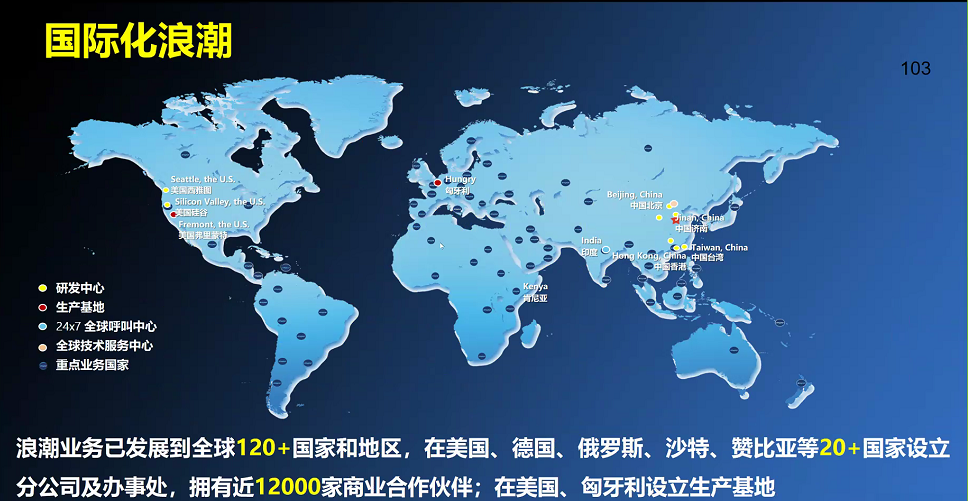 国际化浪潮
103
Seattle, the U.S.
美国西雅图
Silicon Valley, the U.S.
美国硅谷
Fremont, the U.S.
美国弗里蒙特
Hungry
匈牙利
Beijing, China
中国北京
Jinan, China
中国济南
India
印度
Taiwan, China
中国台湾
Hong Kong, China
中国香港
Kenya
肯尼亚
研发中心
生产基地
24x7 全球呼叫中心
全球技术服务中心
重点业务国家
浪潮业务已发展到全球120+国家和地区，在美国、德国、俄罗斯、沙特、赞比亚等20+国家设立
分公司及办事处，拥有近12000家商业合作伙伴；在美国、匈牙利设立生产基地